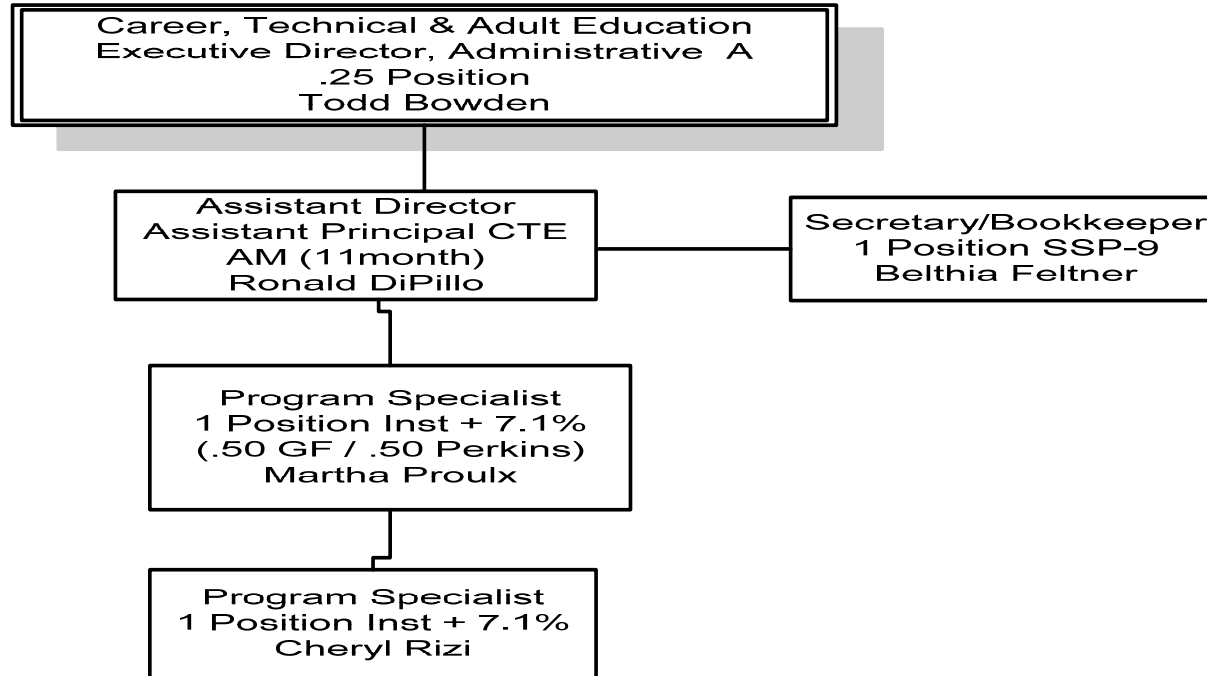 Career, Technical & Adult Education
Executive Director, Administrative A
.25 Position
Todd Bowden
Assistant Director
Assistant Principal CTE
AM (11month)
Ronald DiPillo
Secretary/Bookkeeper
1 Position SSP-9
Belthia Feltner
Program Specialist
1 Position Inst + 7.1%
(.50 GF / .50 Perkins)
Martha Proulx
Program Specialist
1 Position Inst + 7.1%
Cheryl Rizi